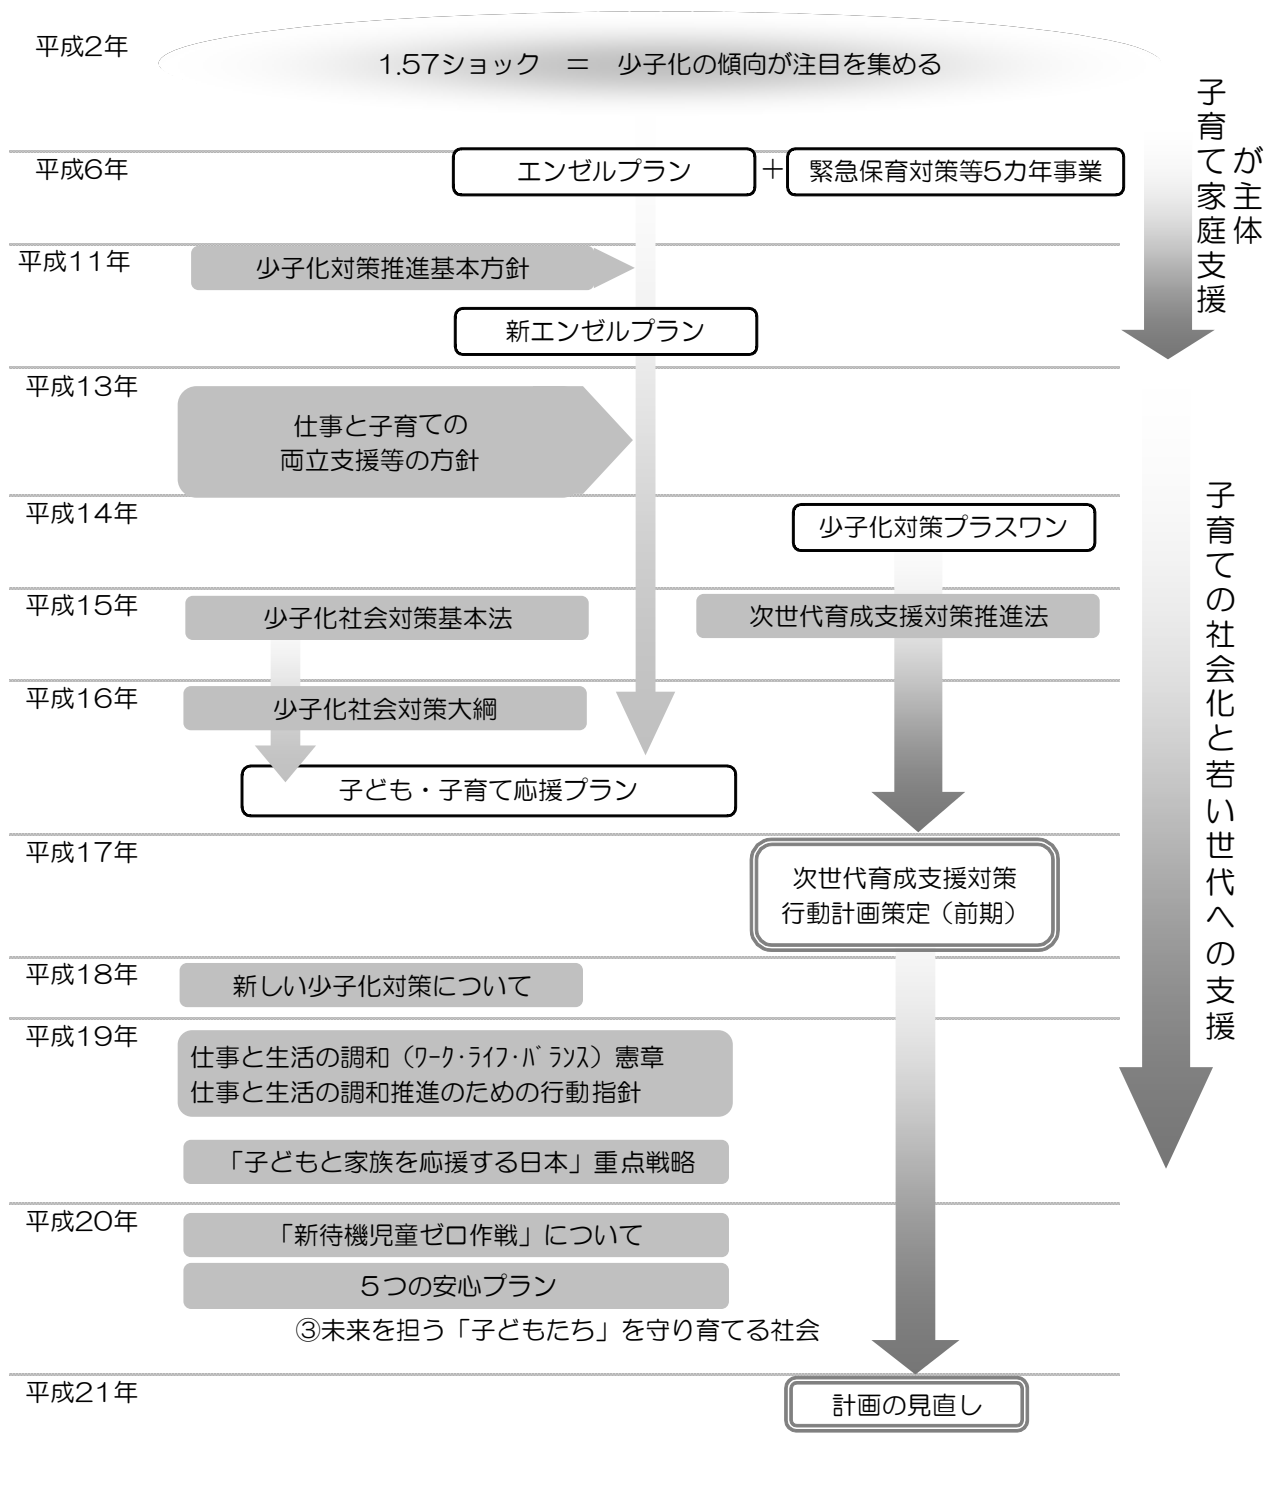 平成2年
1.57ショック　＝　少子化の傾向が注目を集める
平成6年
エンゼルプラン
＋
緊急保育対策等5カ年事業
子育て家庭支援
が主体
平成11年
少子化対策推進基本方針
新エンゼルプラン
平成13年
仕事と子育ての
両立支援等の方針
平成14年
少子化対策プラスワン
平成15年
少子化社会対策基本法
次世代育成支援対策推進法
平成16年
少子化社会対策大綱
子ども・子育て応援プラン
子育ての社会化と若い世代への支援
平成17年
次世代育成支援対策
行動計画策定（前期）
平成18年
新しい少子化対策について
平成19年
仕事と生活の調和（ﾜｰｸ･ﾗｲﾌ･ﾊﾞﾗﾝｽ）憲章
仕事と生活の調和推進のための行動指針
「子どもと家族を応援する日本」重点戦略
平成20年
「新待機児童ゼロ作戦」について
５つの安心プラン
③未来を担う「子どもたち」を守り育てる社会
平成21年
計画の見直し